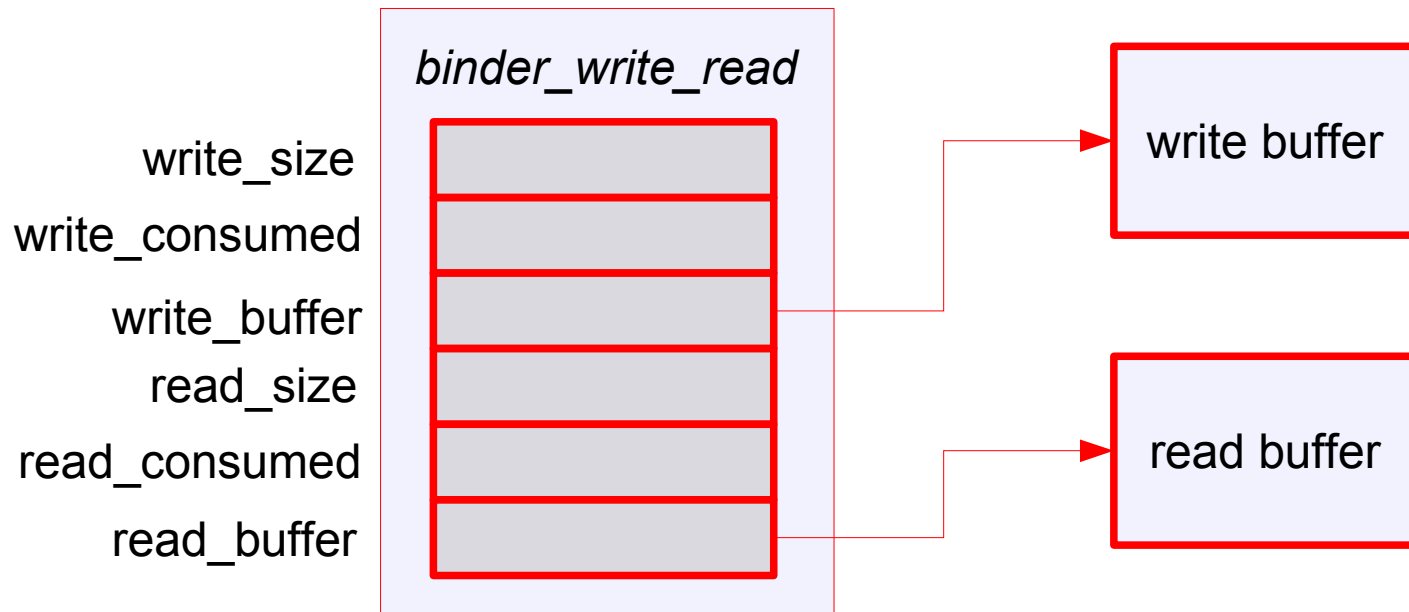 binder_write_read
write_size
write_consumed
write_buffer
read_size
read_consumed
read_buffer
write buffer
read buffer